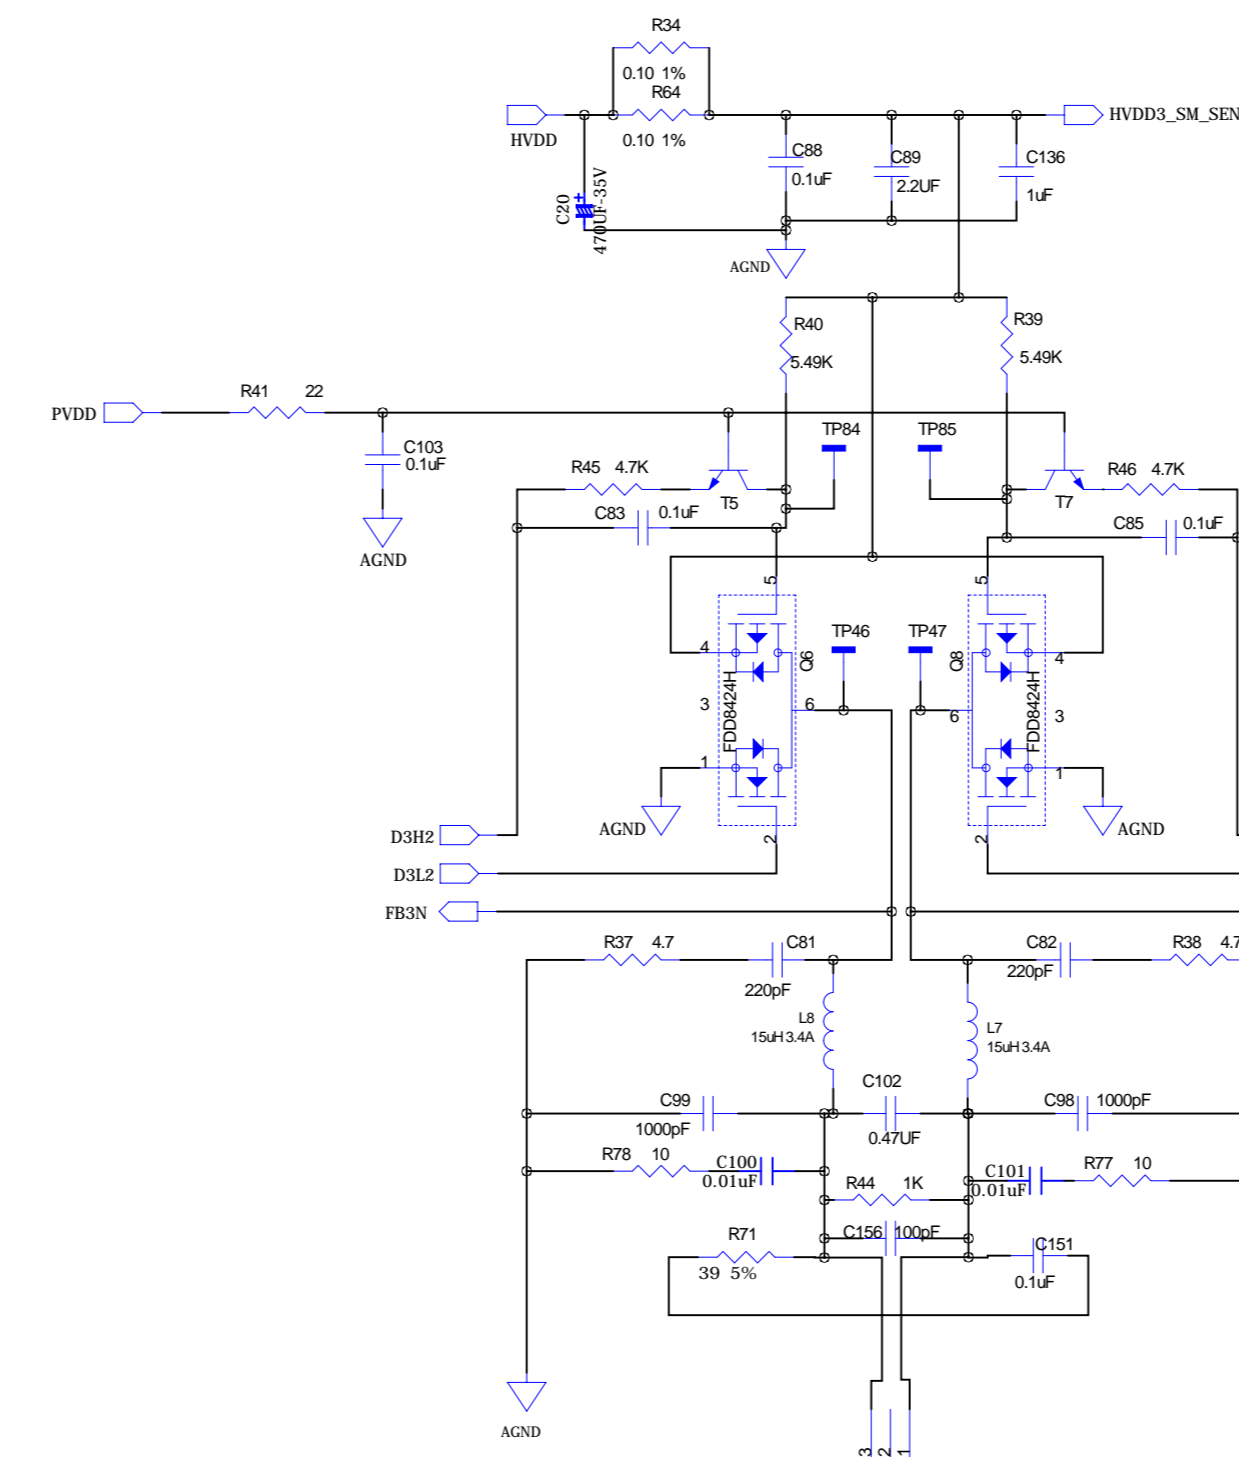 R34
0.10 1%
R64
HVDD
0.10 1%
HVDD3_SM_SEN
C88
0.1uF
C89
2.2UF
C136
1uF
C20
+
470UF-35V
AGND
R40
5.49K
R39
5.49K
PVDD
R41 22
C103
0.1uF
AGND
TP84
TP85
R45 4.7K
T5
C83 0.1uF
T7
R46 4.7K
C85 0.1uF
5
5
4
Q6
TP46
TP47
Q8
4
3
FDD8424H
6
6
FDD8424H
3
1
1
AGND
AGND
2
2
D3H2
D3L2
FB3N
R37 4.7
C81
220pF
C82
220pF
R38 4.7
L8
15uH 3.4A
L7
15uH 3.4A
C99
1000pF
C102
0.47UF
C98 1000pF
R78 10
C100
0.01uF
R44 1K
C101
0.01uF
R77 10
C156 100pF
R71
39 5%
C151
0.1uF
AGND
3
2
1